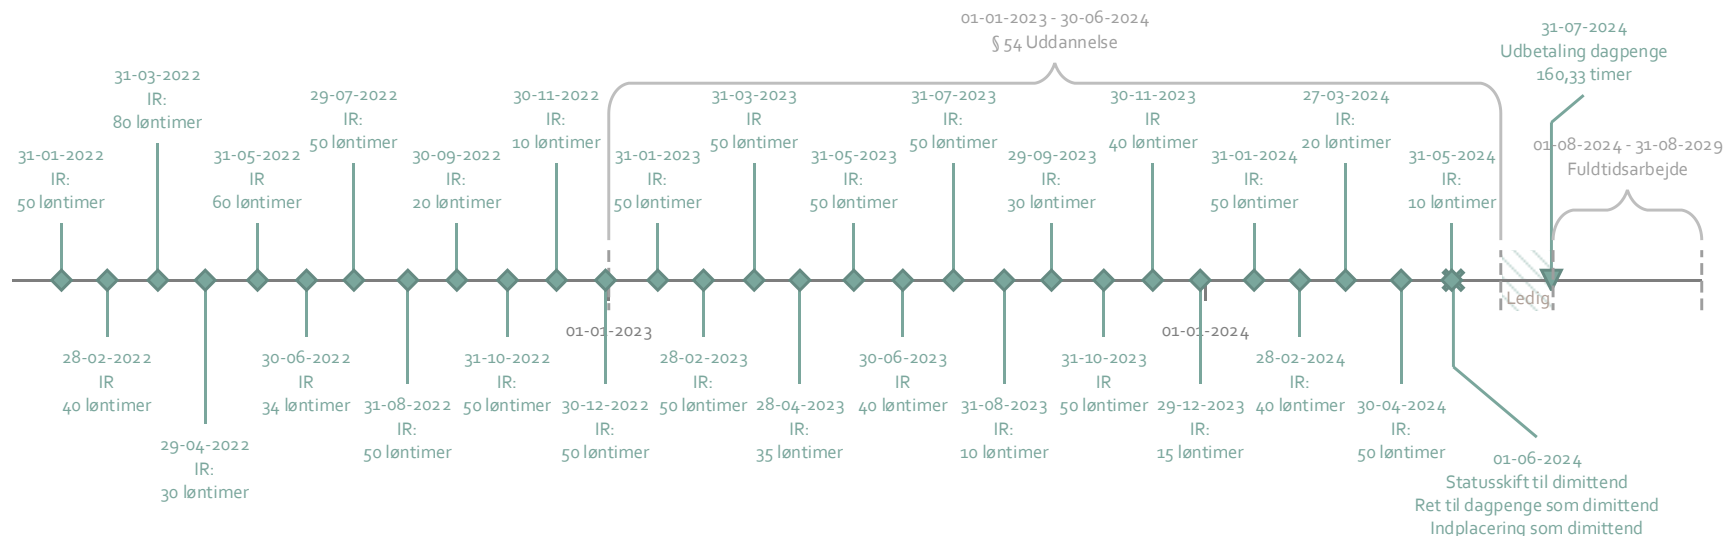 01-01-2023 - 30-06-2024
§ 54 Uddannelse
31-07-2024
Udbetaling dagpenge
160,33 timer
01-08-2024 - 31-08-2029
Fuldtidsarbejde
31-01-2022
IR:
50 løntimer
28-02-2022
IR
40 løntimer
31-03-2022
IR:
80 løntimer
29-04-2022
IR:
30 løntimer
31-05-2022
IR
60 løntimer
30-06-2022
IR
34 løntimer
29-07-2022
IR:
50 løntimer
31-08-2022
IR:
50 løntimer
30-09-2022
IR:
20 løntimer
31-10-2022
IR:
50 løntimer
30-11-2022
IR:
10 løntimer
30-12-2022
IR:
50 løntimer
01-01-2023
31-01-2023
IR:
50 løntimer
28-02-2023
IR:
50 løntimer
31-03-2023
IR:
50 løntimer
28-04-2023
IR:
35 løntimer
31-05-2023
IR:
50 løntimer
30-06-2023
IR
40 løntimer
31-07-2023
IR:
50 løntimer
31-08-2023
IR:
10 løntimer
29-09-2023
IR:
30 løntimer
31-10-2023
IR
50 løntimer
30-11-2023
IR
40 løntimer
29-12-2023
IR:
15 løntimer
01-01-2024
31-01-2024
IR:
50 løntimer
28-02-2024
IR:
40 løntimer
27-03-2024
IR:
20 løntimer
30-04-2024
IR:
50 løntimer
31-05-2024
IR:
10 løntimer
Ledig
01-06-2024
Statusskift til dimittend
Ret til dagpenge som dimittend
Indplacering som dimittend